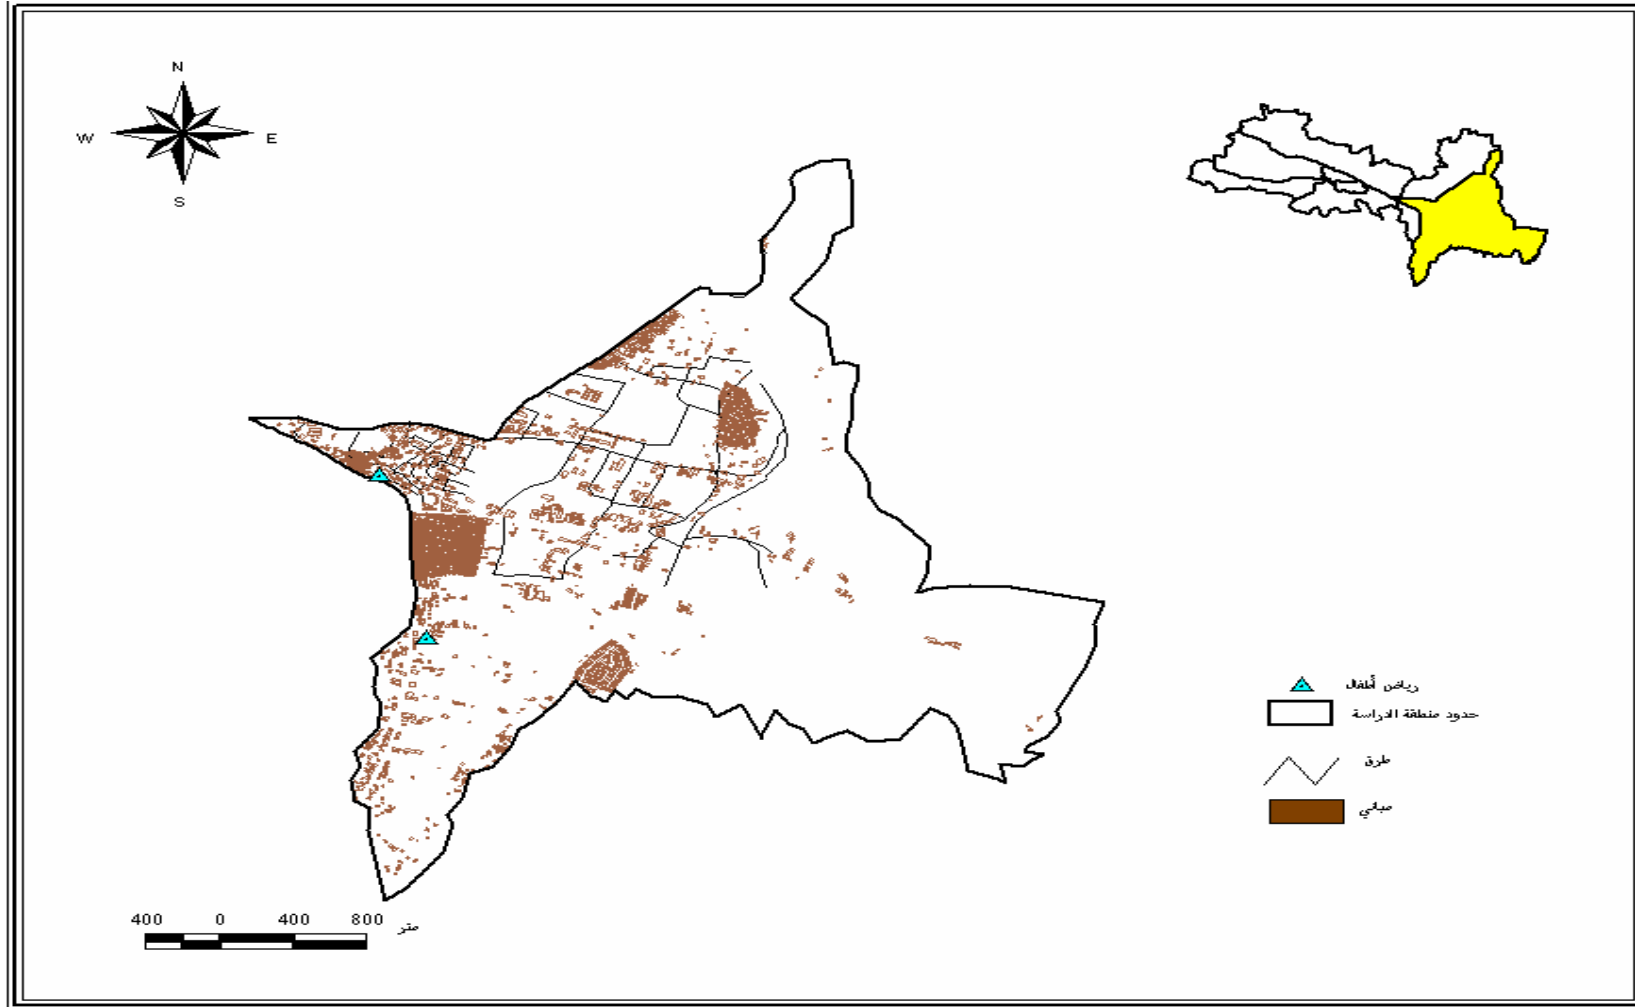 N
W E
S
رياض أطفال
حدود منطقة الدراسة
طرق
مباني
400 0 400 800 متر